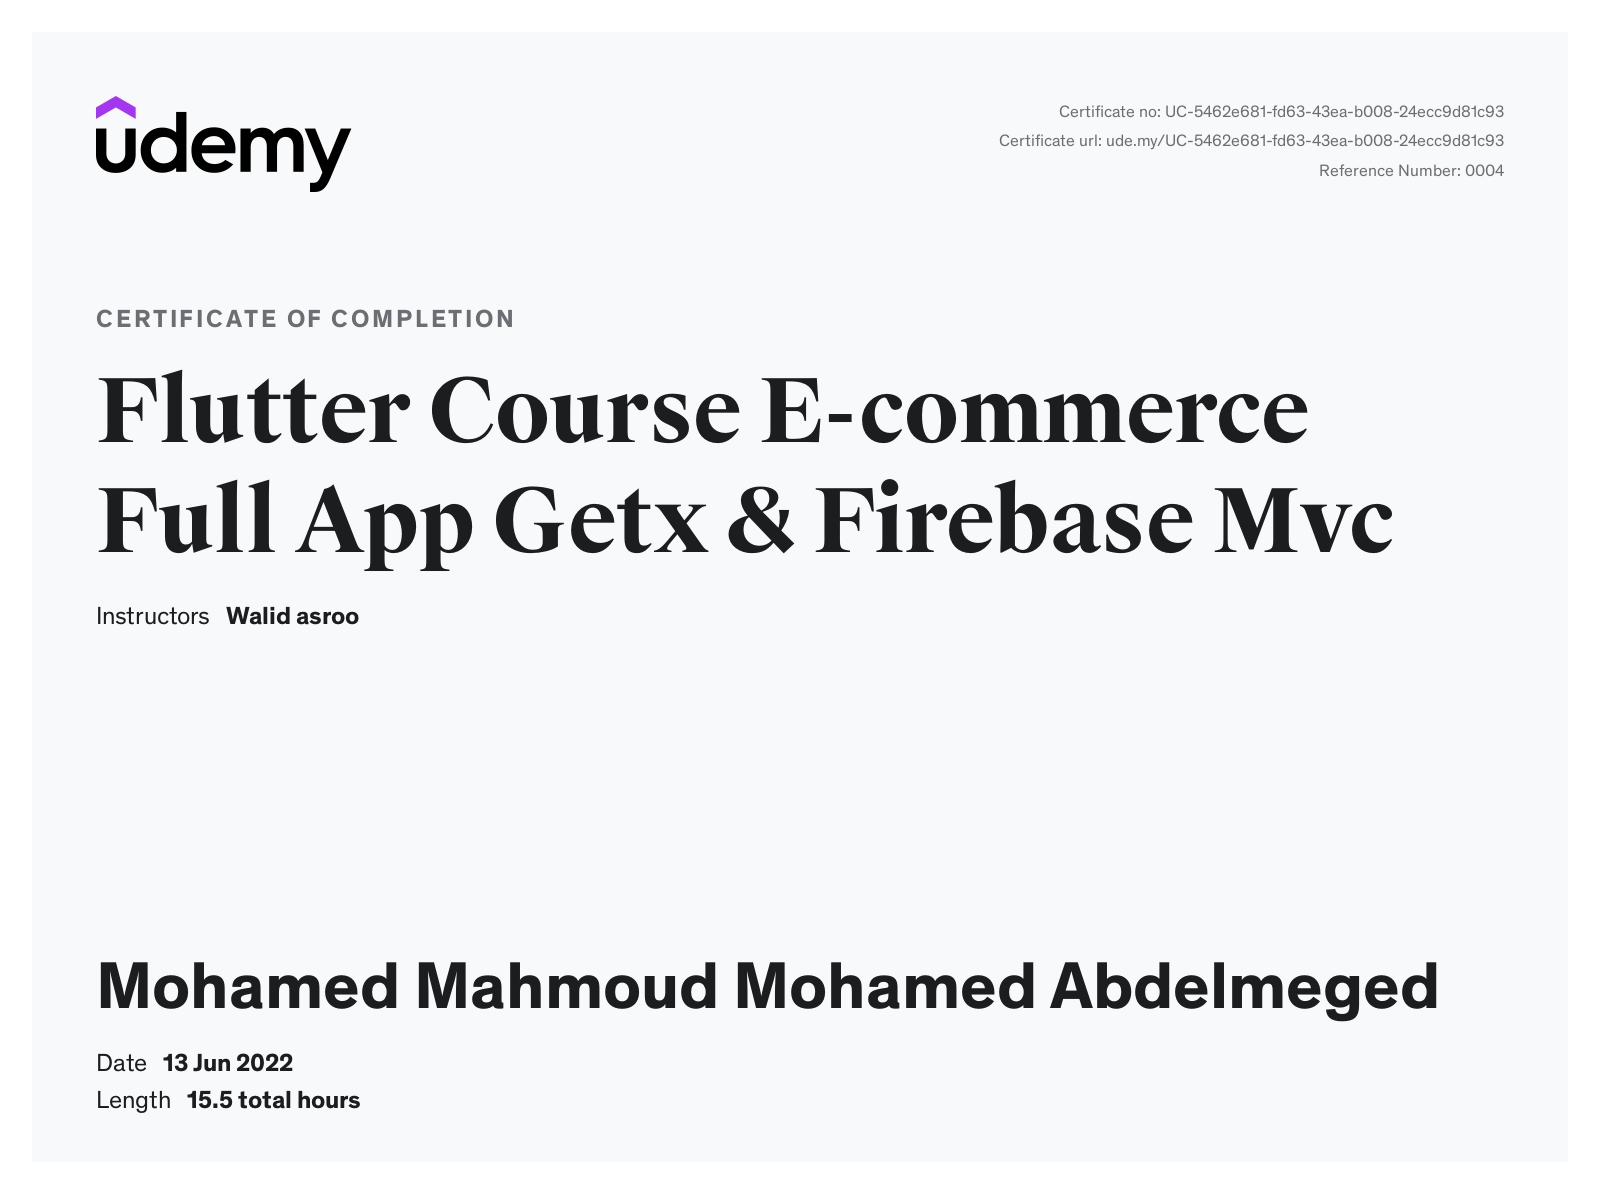 udemy
Certificate no: UC-5462e681-fd63-43ea-b008-24ecc9d81c93
Certificate url: ude.my/UC-5462e681-fd63-43ea-b008-24ecc9d81c93
Reference Number: 0004
CERTIFICATE OF COMPLETION
Flutter Course E-commerce
Full App Getx & Firebase Mvc
Instructors Walid asroo
Mohamed Mahmoud Mohamed Abdelmeged
Date 13 Jun 2022
Length 15.5 total hours